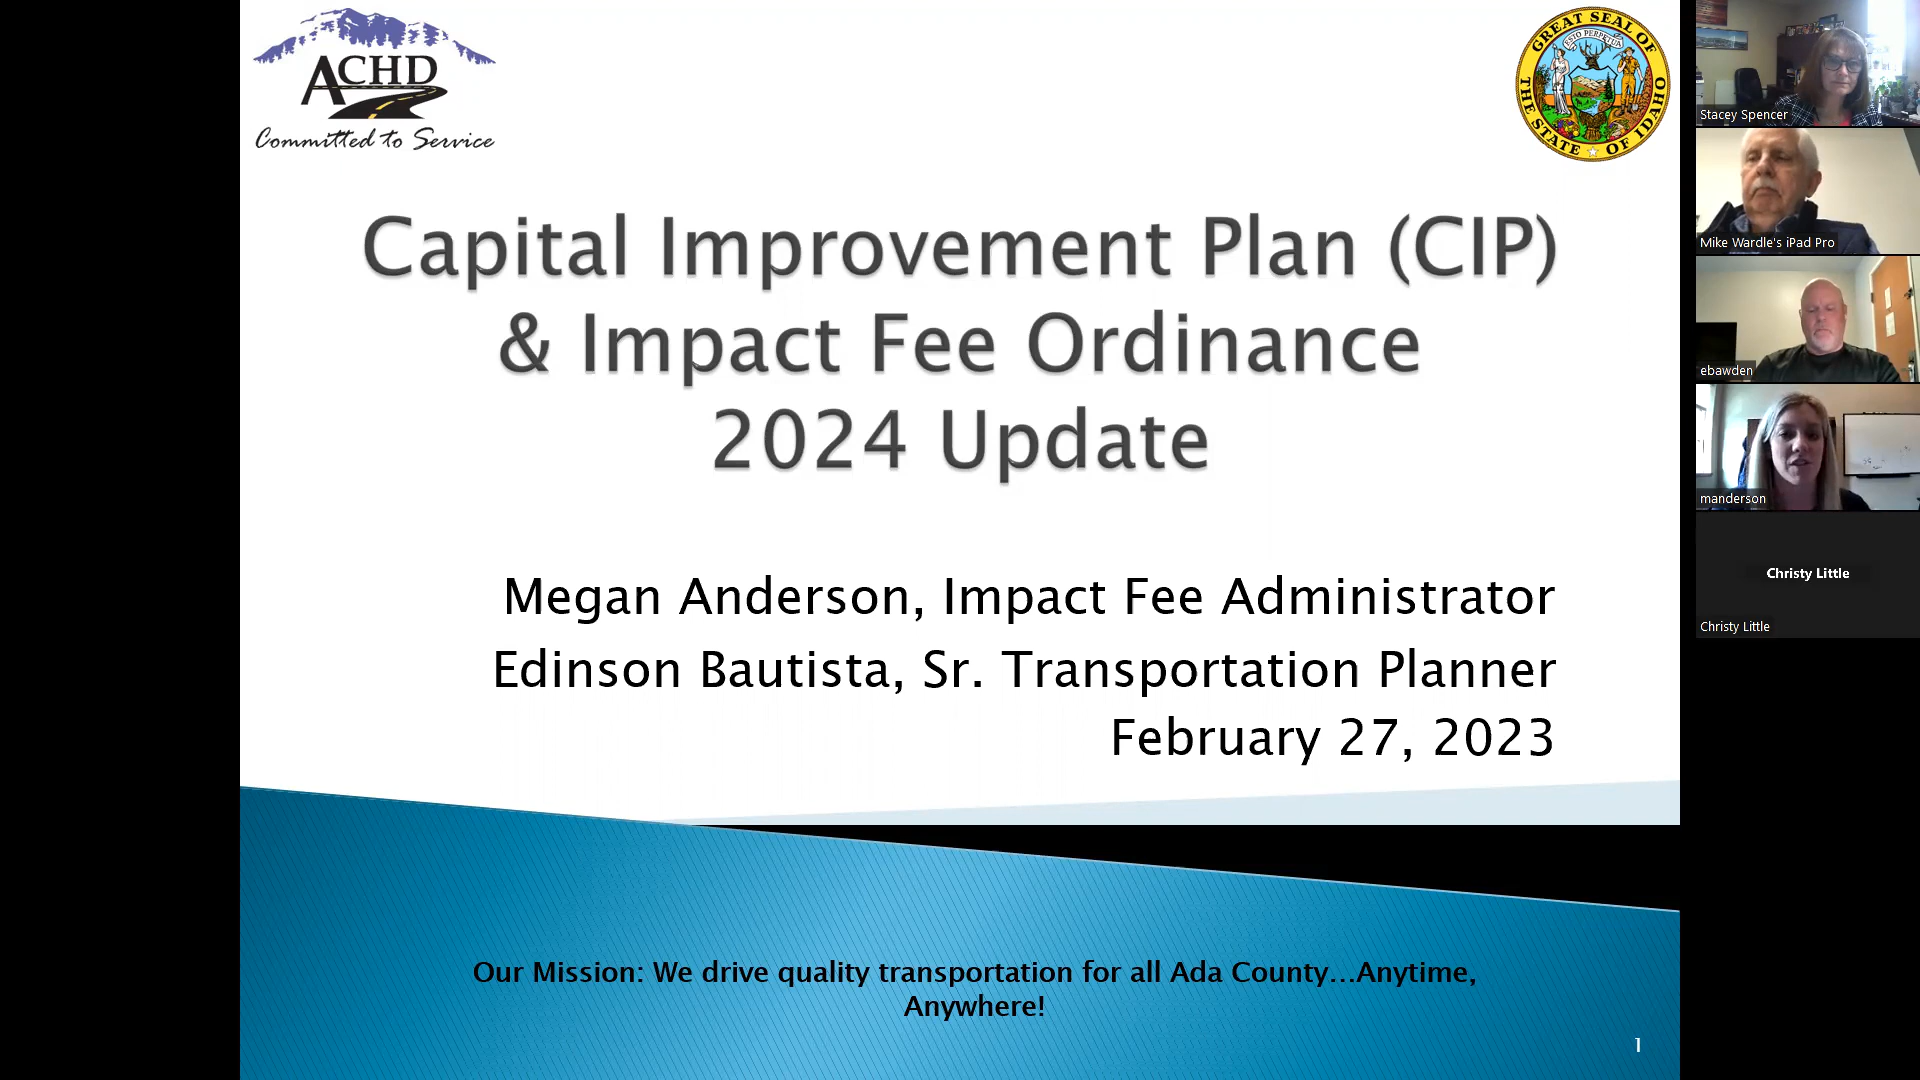 ACHD
Committed to Service
GREAT SEAL OF THE STATE OF IDAHO
ESTO PERPETUA
Capital Improvement Plan (CIP)
& Impact Fee Ordinance
2024 Update
Megan Anderson, Impact Fee Administrator
Edinson Bautista, Sr. Transportation Planner
February 27, 2023
Our Mission: We drive quality transportation for all Ada County...Anytime,
Anywhere!
1
Stacey Spencer
Mike Wardle's iPad Pro
ebawden
manderson
Christy Little
Christy Little